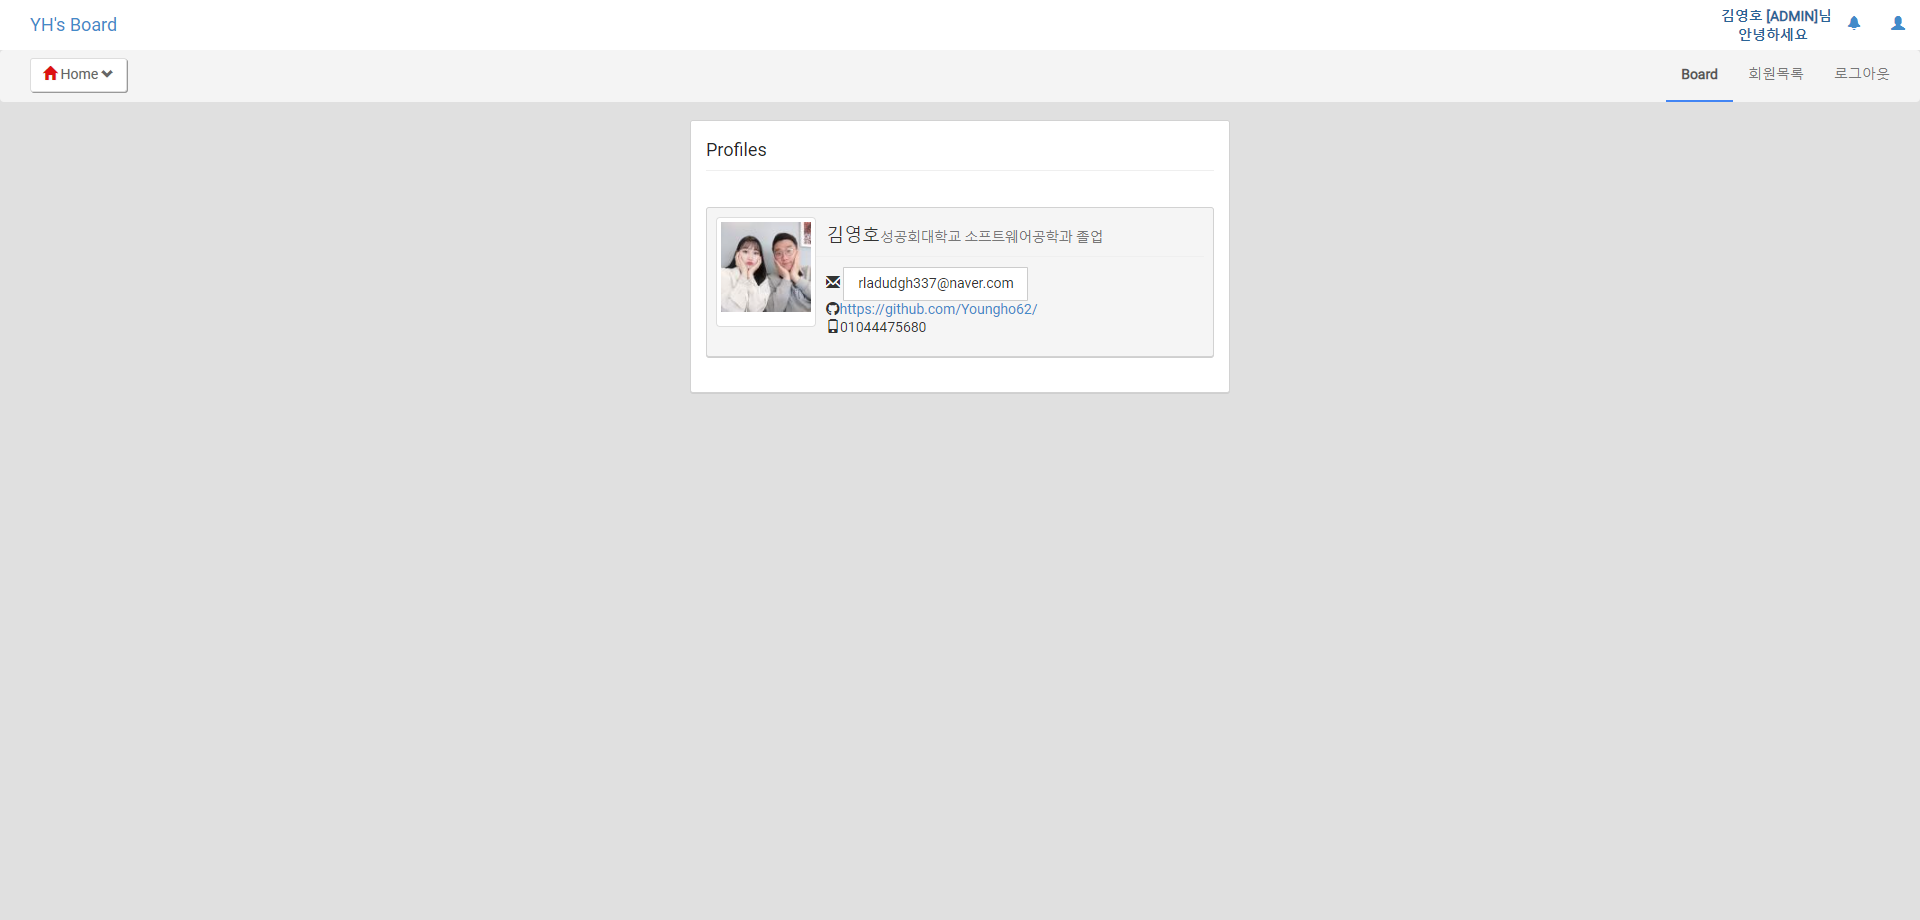 YH's Board
김영호 [ADMIN]님
안녕하세요
Home
Board
회원목록
로그아웃
Profiles
김영호성공회대학교 소프트웨어공학과 졸업
rladudgh337@naver.com
https://github.com/Youngho62/
01044475680